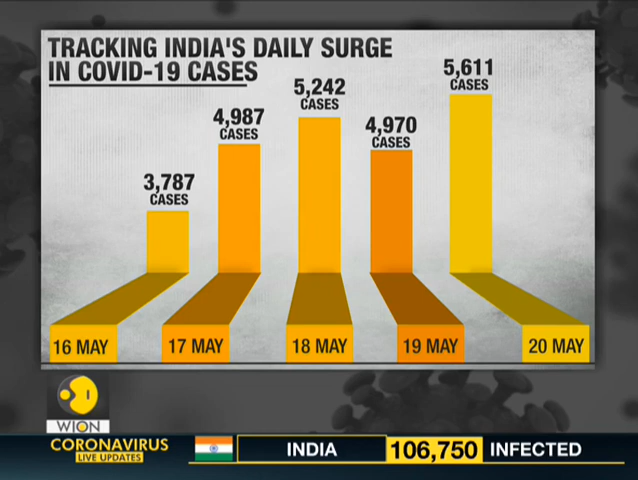 TRACKING INDIA'S DAILY SURGE
IN COVID-19 CASES
3,787
CASES
4,987
CASES
5,242
CASES
4,970
CASES
5,611
CASES
16 MAY
17 MAY
18 MAY
19 MAY
20 MAY
WION
CORONAVIRUS
LIVE UPDATES
INDIA
106,750
INFECTED